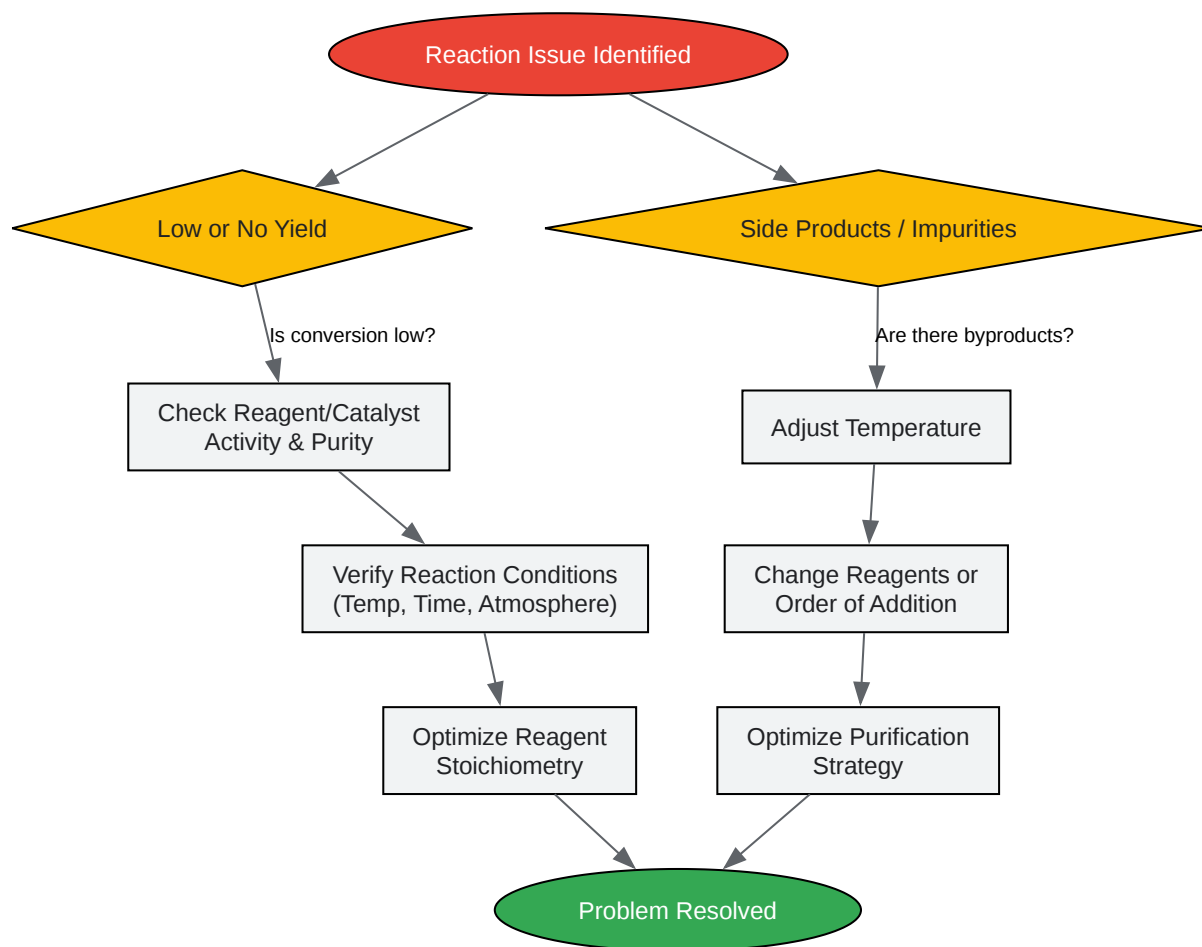 Reaction Issue Identified
Low or No Yield
Side Products / Impurities
Is conversion low?
Are there byproducts?
Check Reagent/Catalyst
Activity & Purity
Adjust Temperature
Verify Reaction Conditions
(Temp, Time, Atmosphere)
Change Reagents or
Order of Addition
Optimize Reagent
Stoichiometry
Optimize Purification
Strategy
Problem Resolved